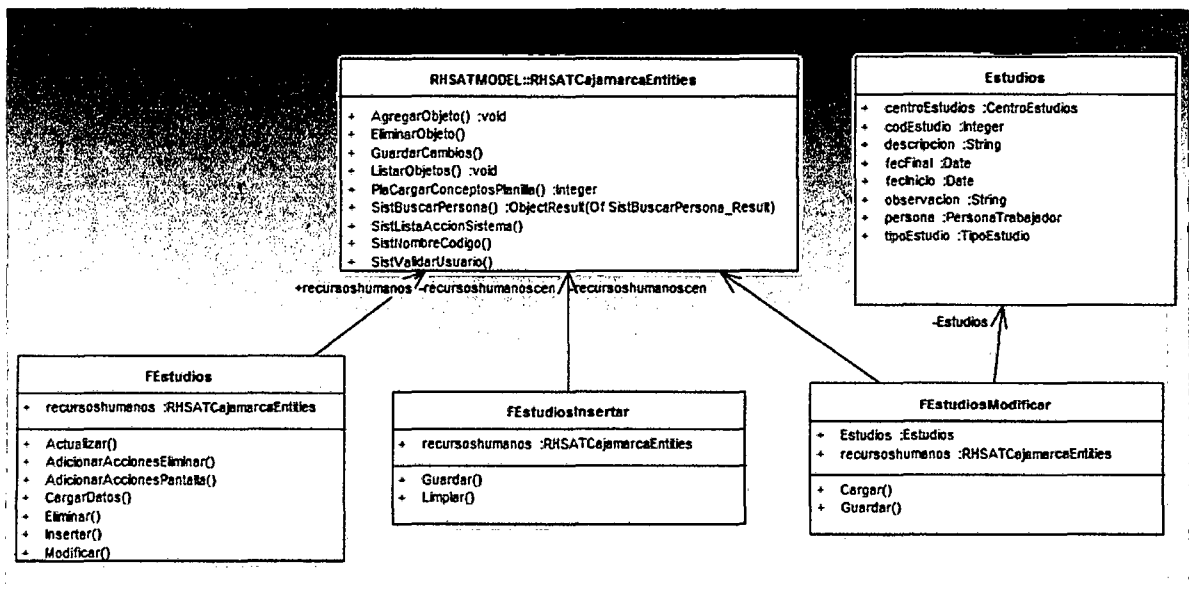 RHSATMODEL::RHSATCajamarcaEntities
+ AgregarObjeto() :void
+ EliminarObjeto()
+ GuardarCambios()
+ ListarObjetos() :void
+ PlaCargarConceptosPlanilla() :Integer
+ SistBuscarPersona() :ObjectResult(Of SistBuscarPersona_Result)
+ SistListaAccionSistema()
+ SistNombreCodigo()
+ SistValidarUsuario()
Estudios
+ centroEstudios :CentroEstudios
+ codEstudio :Integer
+ descripcion :String
+ fecFinal :Date
+ fecInicio :Date
+ observacion :String
+ persona :PersonaTrabajador
+ tipoEstudio :TipoEstudio
+recursoshumanos
-recursoshumanoscen
-recursoshumanoscen
-Estudios
FEstudios
+ recursoshumanos :RHSATCajamarcaEntities
+ Actualizar()
+ AdicionarAccionesEliminar()
+ AdicionarAccionesPantalla()
+ CargarDatos()
+ Eliminar()
+ Insertar()
+ Modificar()
FEstudiosInsertar
+ recursoshumanos :RHSATCajamarcaEntities
+ Guardar()
+ Limpiar()
FEstudiosModificar
+ Estudios :Estudios
+ recursoshumanos :RHSATCajamarcaEntities
+ Cargar()
+ Guardar()